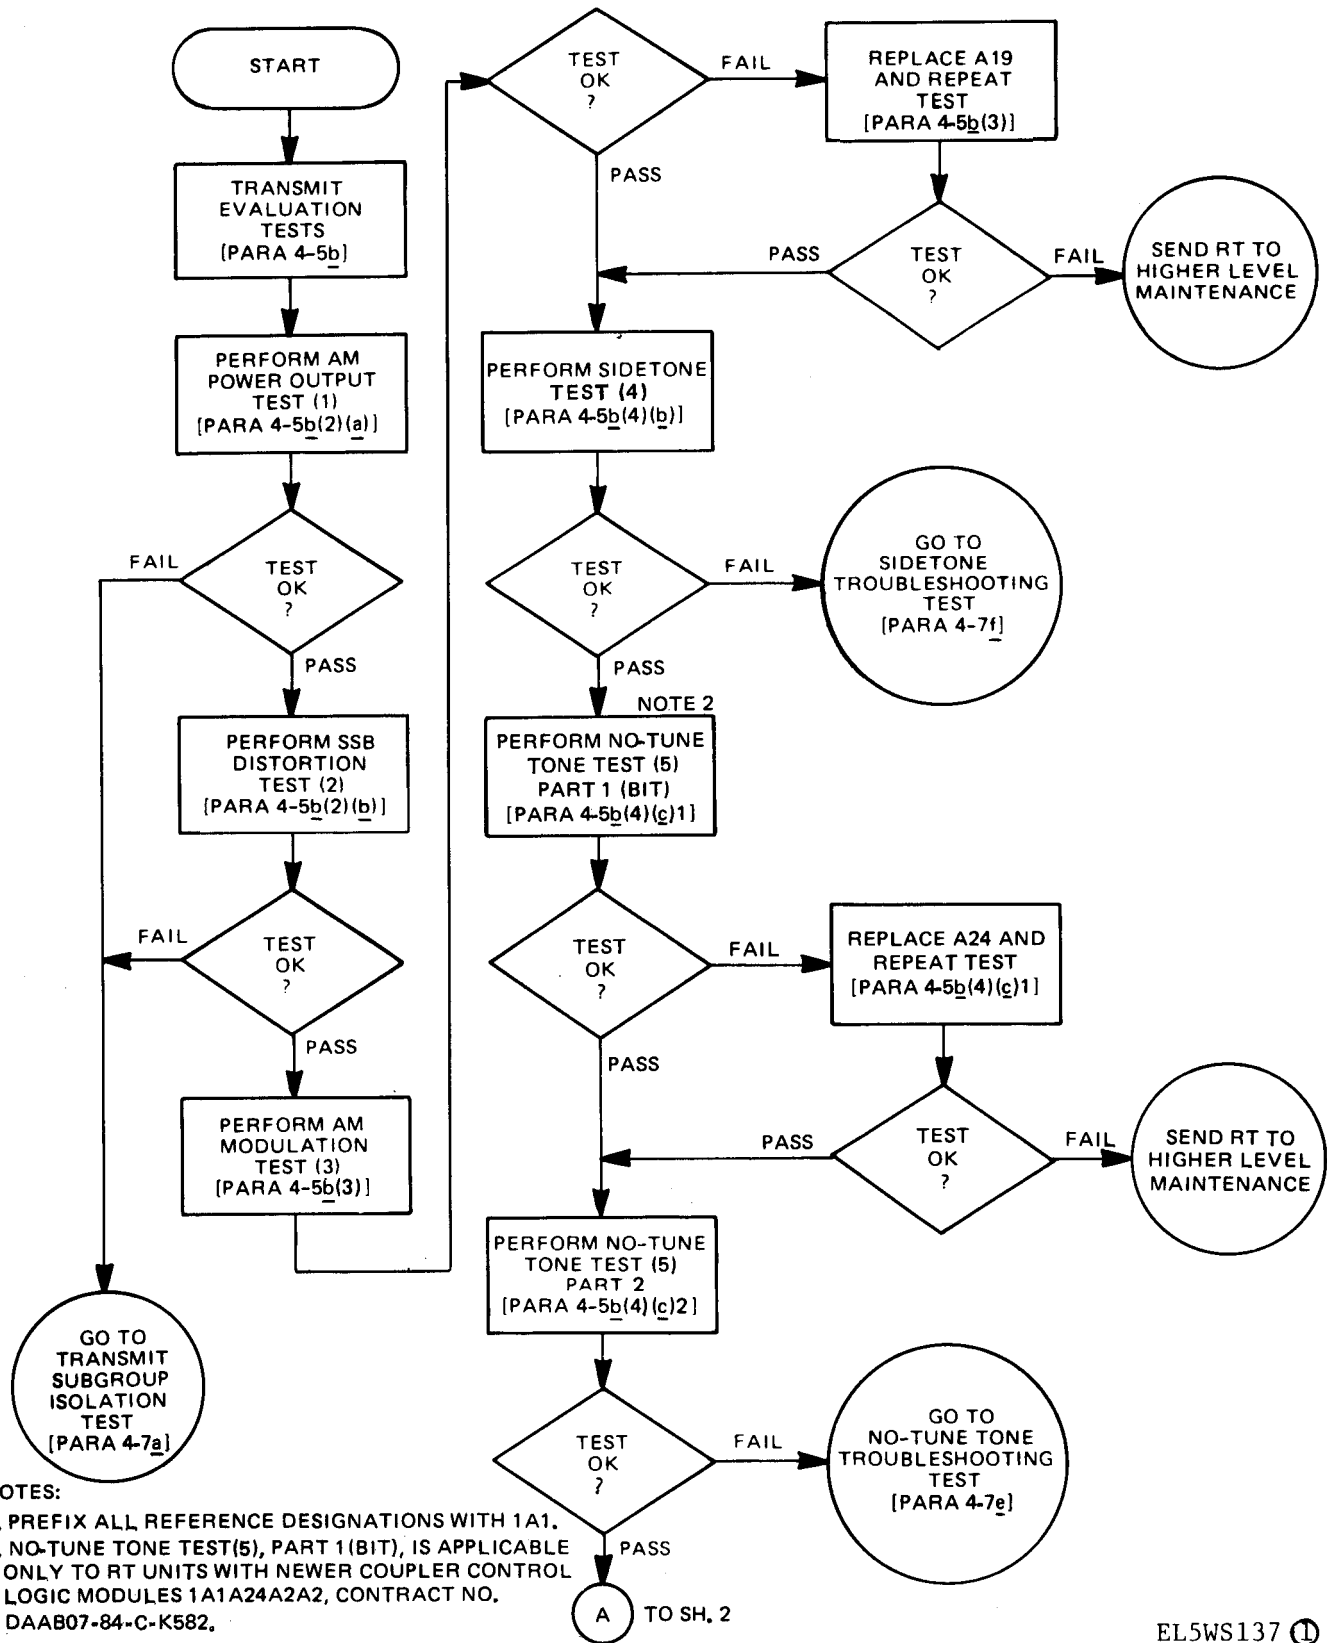 START
TRANSMIT
EVALUATION
TESTS
[PARA 4-5b]
PERFORM AM
POWER OUTPUT
TEST (1)
[PARA 4-5b(2)(a)]
TEST
OK
?
FAIL
PASS
PERFORM SSB
DISTORTION
TEST (2)
[PARA 4-5b(2)(b)]
TEST
OK
?
FAIL
PASS
PERFORM AM
MODULATION
TEST (3)
[PARA 4-5b(3)]
GO TO
TRANSMIT
SUBGROUP
ISOLATION
TEST
[PARA 4-7a]
TEST
OK
?
FAIL
PASS
REPLACE A19
AND REPEAT
TEST
[PARA 4-5b(3)]
TEST
OK
?
PASS
FAIL
SEND RT TO
HIGHER LEVEL
MAINTENANCE
PERFORM SIDETONE
TEST (4)
[PARA 4-5b(4)(b)]
TEST
OK
?
FAIL
PASS
GO TO
SIDETONE
TROUBLESHOOTING
TEST
[PARA 4-7f]
NOTE 2
PERFORM NO-TUNE
TONE TEST (5)
PART 1 (BIT)
[PARA 4-5b(4)(c)1]
TEST
OK
?
FAIL
PASS
REPLACE A24 AND
REPEAT TEST
[PARA 4-5b(4)(c)1]
TEST
OK
?
PASS
FAIL
SEND RT TO
HIGHER LEVEL
MAINTENANCE
PERFORM NO-TUNE
TONE TEST (5)
PART 2
[PARA 4-5b(4)(c)2]
TEST
OK
?
FAIL
PASS
GO TO
NO-TUNE TONE
TROUBLESHOOTING
TEST
[PARA 4-7e]
A
TO SH. 2
OTES:
. PREFIX ALL REFERENCE DESIGNATIONS WITH 1A1.
. NO-TUNE TONE TEST(5), PART 1(BIT), IS APPLICABLE
ONLY TO RT UNITS WITH NEWER COUPLER CONTROL
LOGIC MODULES 1A1A24A2A2, CONTRACT NO.
DAAB07-84-C-K582.
EL5WS137 ①